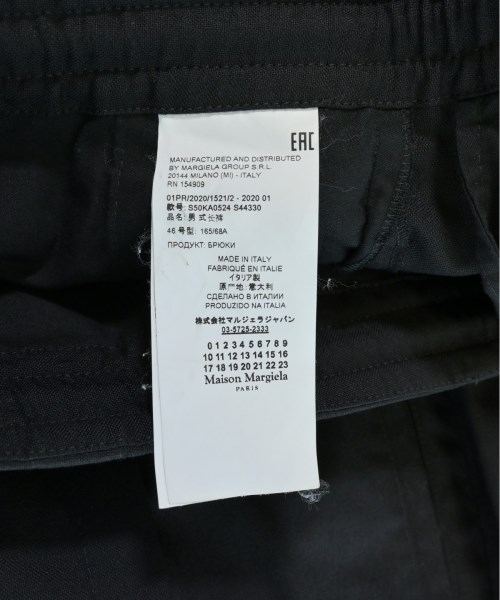 EAC
MANUFACTURED AND DISTRIBUTED
BY MARGIELA GROUP S.R.L.
20144 MILANO (MI) - ITALY
RN 154909
01PR/2020/1521/2 - 2020 01
款号: S50KA0524 S44330
品名: 男式长裤
46 号型: 165/68A
ПРОДУКТ: БРЮКИ
MADE IN ITALY
FABRIQUÉ EN ITALIE
イタリア製
原产地: 意大利
СДЕЛАНО В ИТАЛИИ
PRODUZIDO NA ITALIA
株式会社マルジェラジャパン
03-5725-2333
0 1 2 3 4 5 6 7 8 9
10 11 12 13 14 15 16
17 18 19 20 21 22 23
Maison Margiela
PARIS